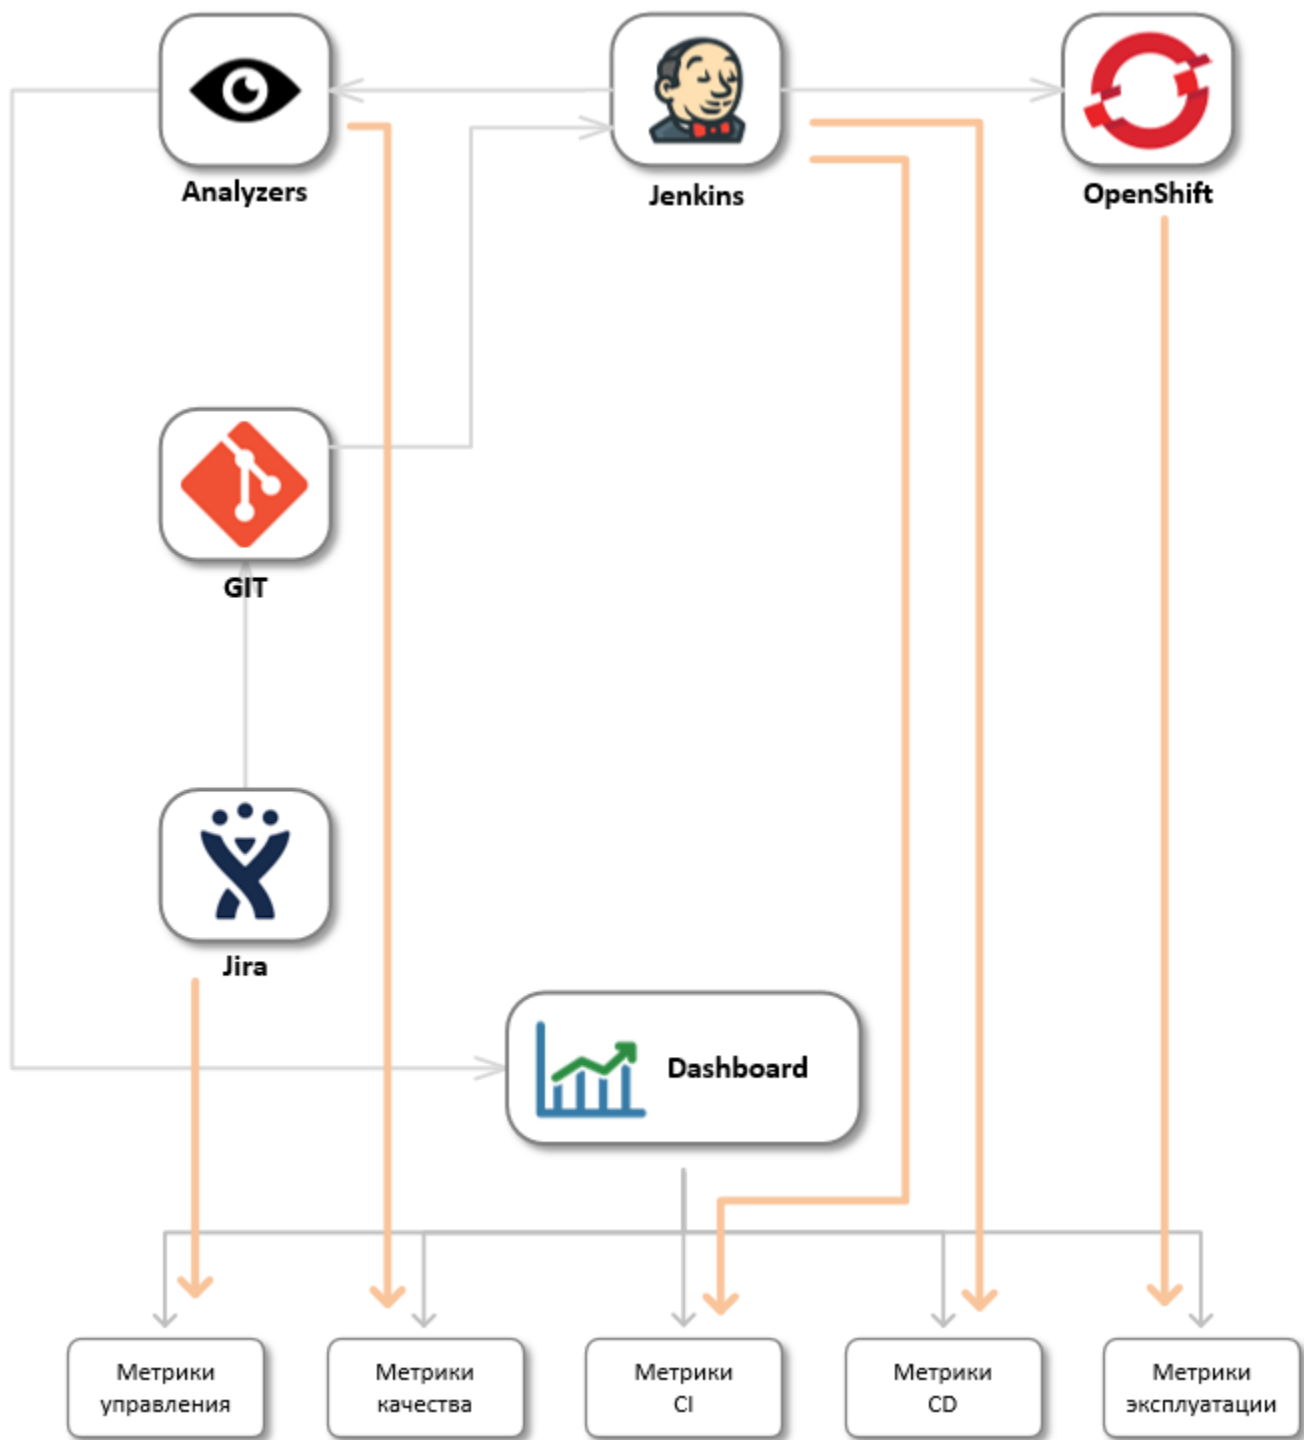 Analyzers
Jenkins
OpenShift
GIT
Jira
Dashboard
Метрики
управления
Метрики
качества
Метрики
CI
Метрики
CD
Метрики
эксплуатации